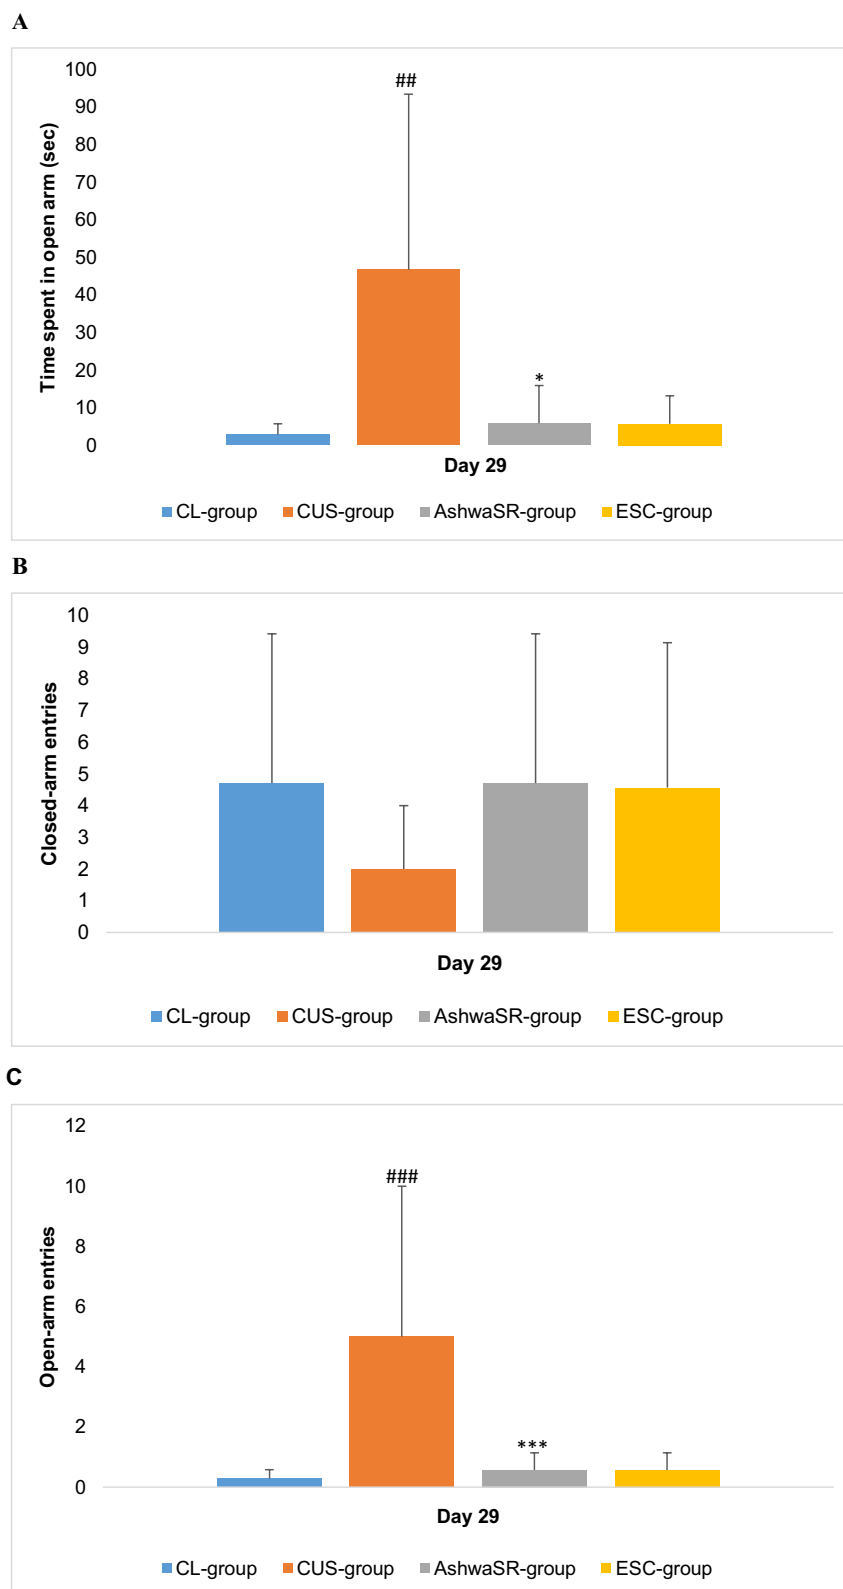 A
100
90
80
70
60
50
40
30
20
10
0
Time spent in open arm (sec)
##
*
Day 29
CL-group CUS-group AshwaSR-group ESC-group
B
10
9
8
7
6
5
4
3
2
1
0
Closed-arm entries
Day 29
CL-group CUS-group AshwaSR-group ESC-group
C
12
10
8
6
4
2
0
Open-arm entries
###
***
Day 29
CL-group CUS-group AshwaSR-group ESC-group